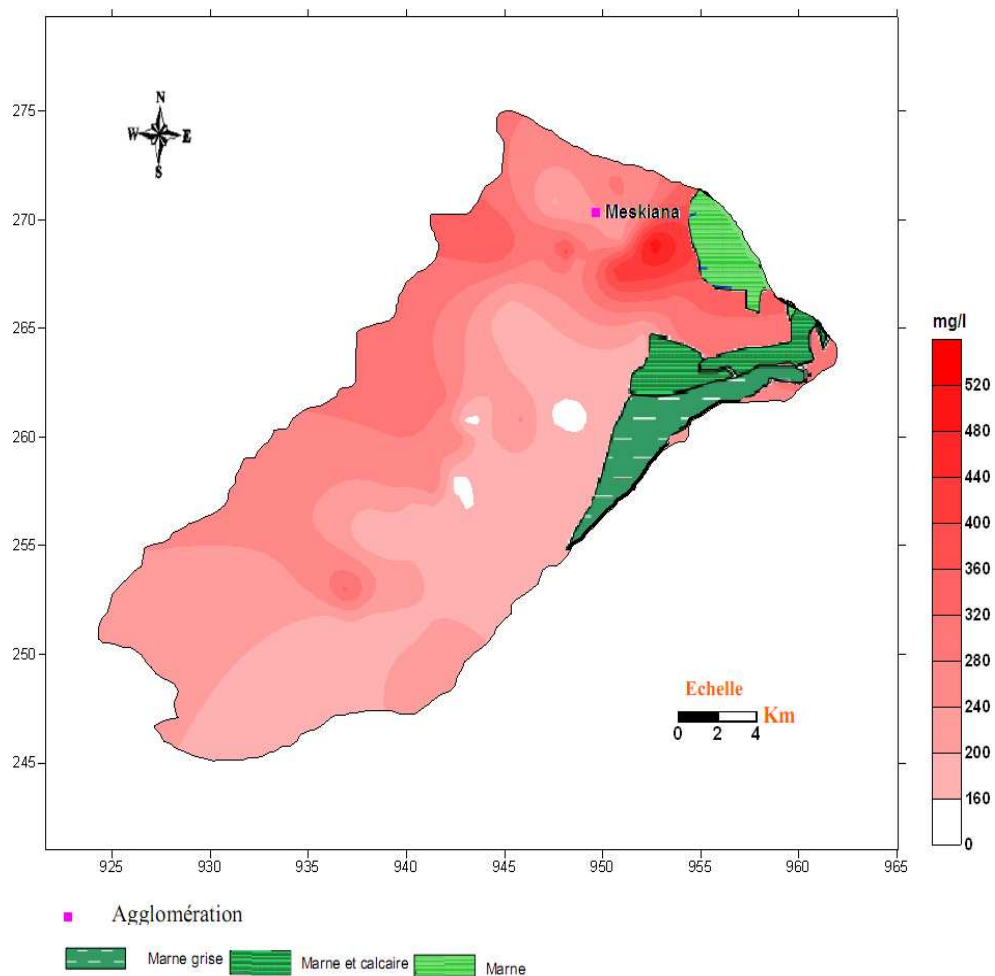 275
270
265
260
255
250
245
N
W E
S
Meskiana
mg/l
520
480
440
400
360
320
280
240
200
160
0
Echelle
Km
0 2 4
925 930 935 940 945 950 955 960 965
Agglomération
Marne grise
Marne et calcaire
Marne